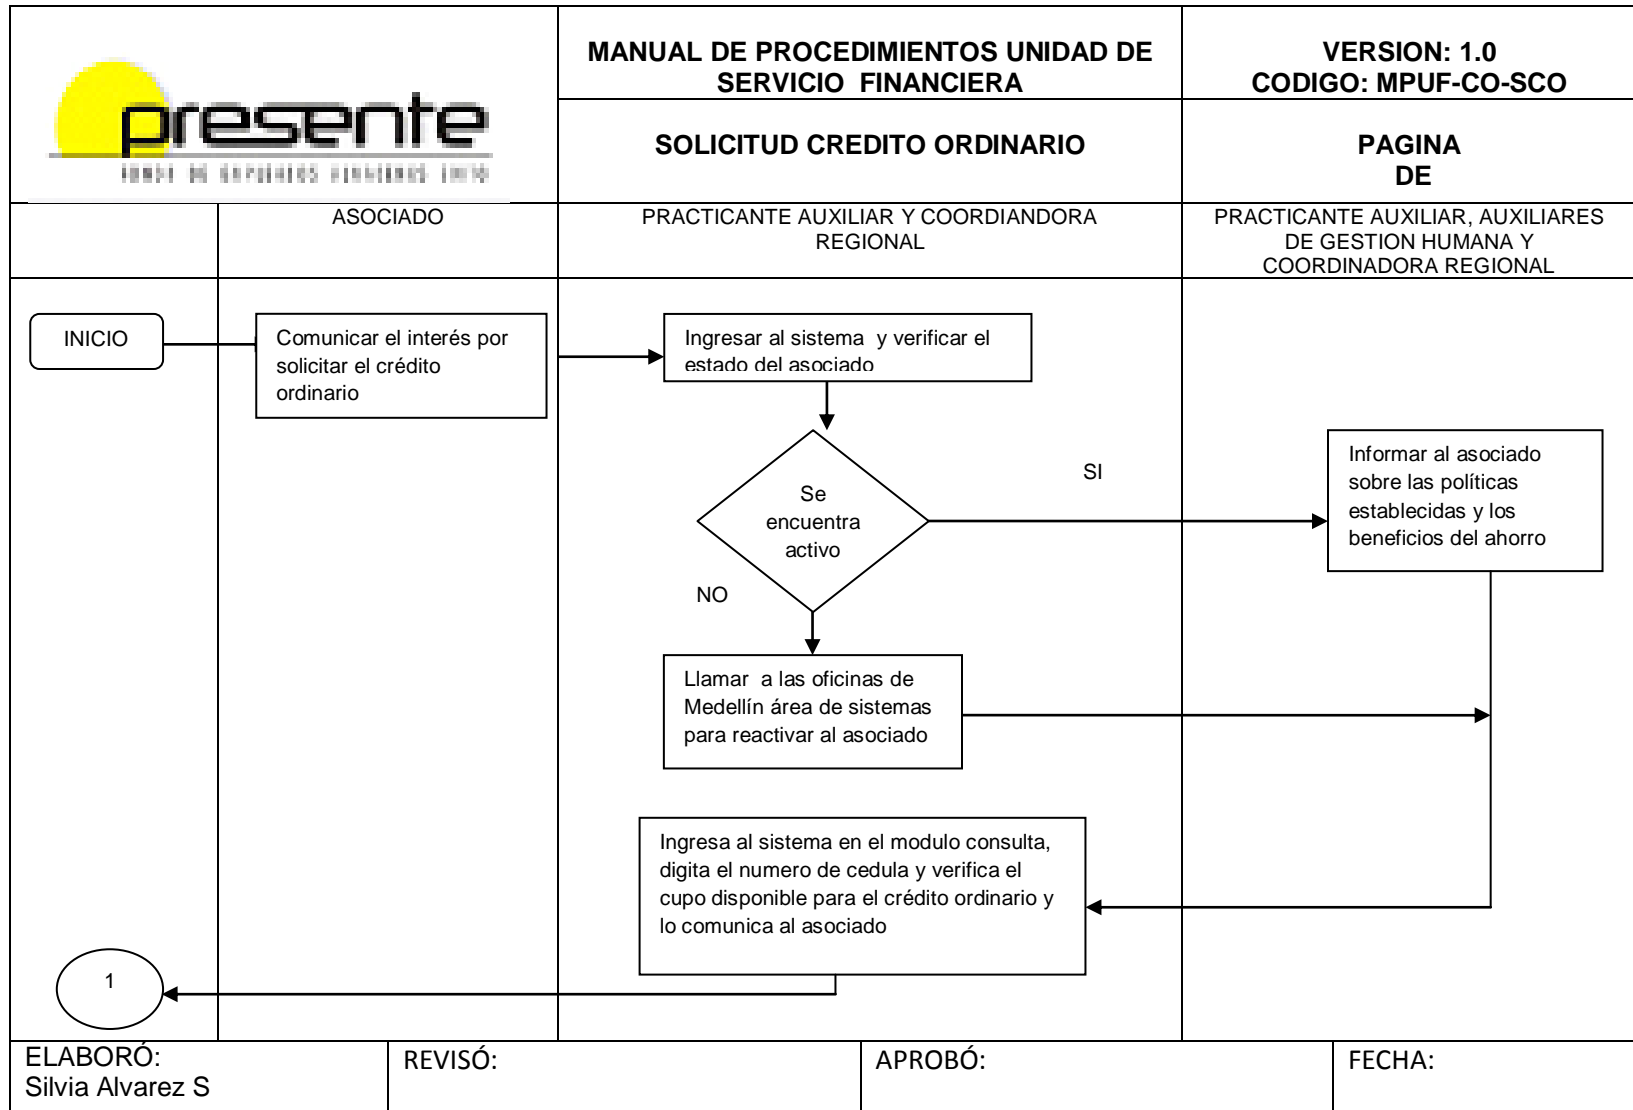 MANUAL DE PROCEDIMIENTOS UNIDAD DE
SERVICIO FINANCIERA
VERSION: 1.0
CODIGO: MPUF-CO-SCO
presente
SOLICITUD CREDITO ORDINARIO
PAGINA
DE
ASOCIADO
PRACTICANTE AUXILIAR Y COORDIANDORA
REGIONAL
PRACTICANTE AUXILIAR, AUXILIARES
DE GESTION HUMANA Y
COORDINADORA REGIONAL
INICIO
Comunicar el interés por
solicitar el crédito
ordinario
Ingresar al sistema y verificar el
estado del asociado
Se
encuentra
activo
SI
Informar al asociado
sobre las políticas
establecidas y los
beneficios del ahorro
NO
Llamar a las oficinas de
Medellín área de sistemas
para reactivar al asociado
Ingresa al sistema en el modulo consulta,
digita el numero de cedula y verifica el
cupo disponible para el crédito ordinario y
lo comunica al asociado
1
ELABORÓ:
Silvia Alvarez S
REVISÓ:
APROBÓ:
FECHA: